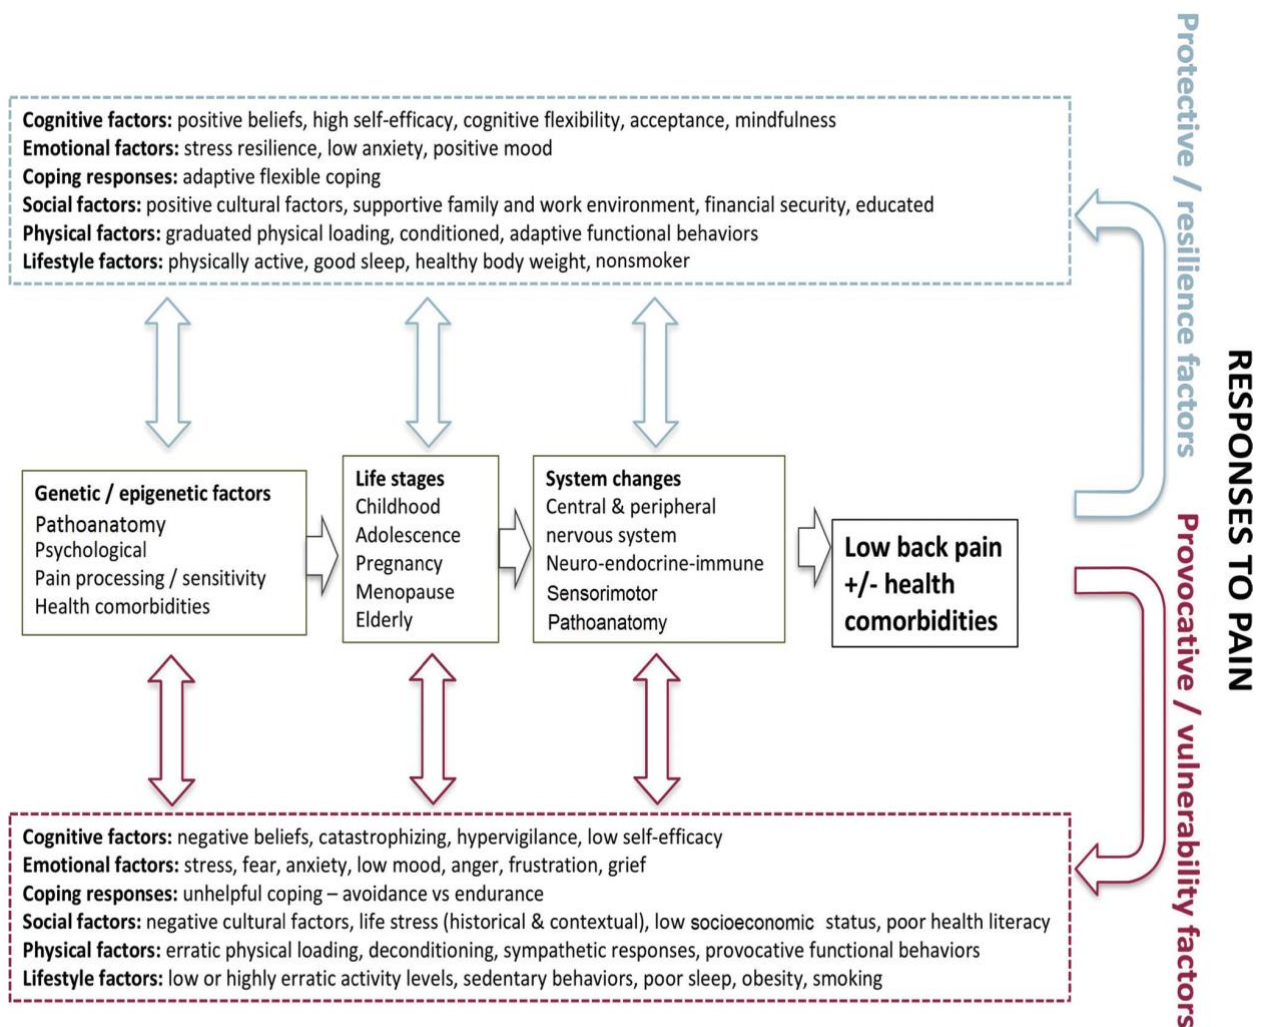 Cognitive factors: positive beliefs, high self-efficacy, cognitive flexibility, acceptance, mindfulness
Emotional factors: stress resilience, low anxiety, positive mood
Coping responses: adaptive flexible coping
Social factors: positive cultural factors, supportive family and work environment, financial security, educated
Physical factors: graduated physical loading, conditioned, adaptive functional behaviors
Lifestyle factors: physically active, good sleep, healthy body weight, nonsmoker
Genetic / epigenetic factors
Pathoanatomy
Psychological
Pain processing / sensitivity
Health comorbidities
Life stages
Childhood
Adolescence
Pregnancy
Menopause
Elderly
System changes
Central & peripheral
nervous system
Neuro-endocrine-immune
Sensorimotor
Pathoanatomy
Low back pain
+/- health
comorbidities
Cognitive factors: negative beliefs, catastrophizing, hypervigilance, low self-efficacy
Emotional factors: stress, fear, anxiety, low mood, anger, frustration, grief
Coping responses: unhelpful coping – avoidance vs endurance
Social factors: negative cultural factors, life stress (historical & contextual), low socioeconomic status, poor health literacy
Physical factors: erratic physical loading, deconditioning, sympathetic responses, provocative functional behaviors
Lifestyle factors: low or highly erratic activity levels, sedentary behaviors, poor sleep, obesity, smoking
Protective / resilience factors
Provocative / vulnerability factors
RESPONSES TO PAIN